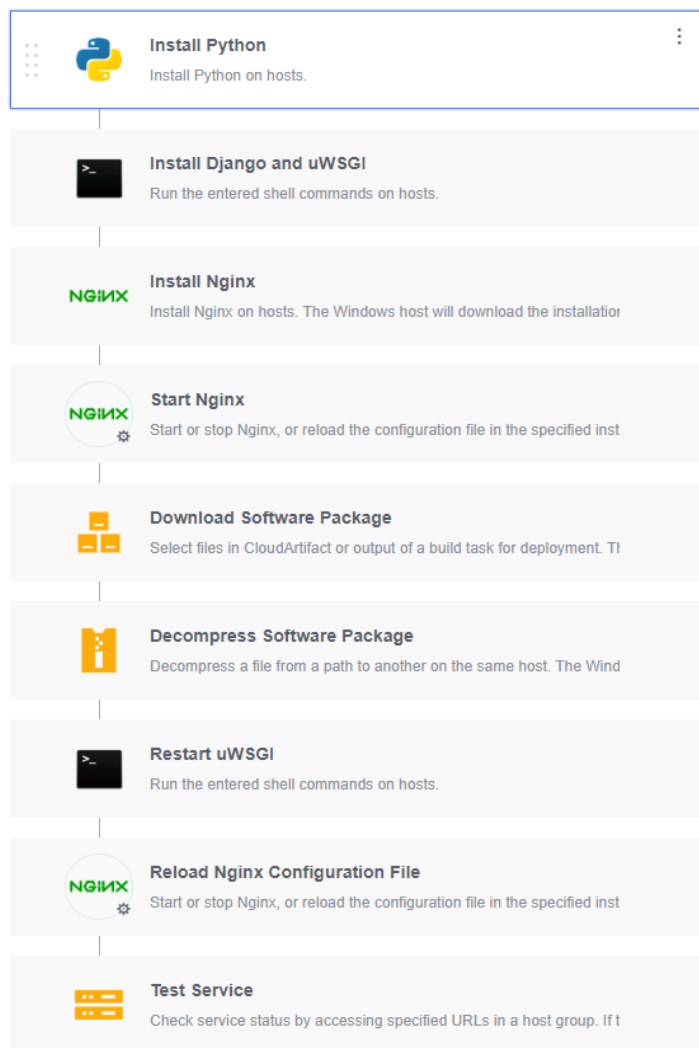 Install Python
Install Python on hosts.
>_
Install Django and uWSGI
Run the entered shell commands on hosts.
NGINX
Install Nginx
Install Nginx on hosts. The Windows host will download the installation
NGINX
Start Nginx
Start or stop Nginx, or reload the configuration file in the specified inst
Download Software Package
Select files in CloudArtifact or output of a build task for deployment. Th
Decompress Software Package
Decompress a file from a path to another on the same host. The Wind
>_
Restart uWSGI
Run the entered shell commands on hosts.
NGINX
Reload Nginx Configuration File
Start or stop Nginx, or reload the configuration file in the specified inst
Test Service
Check service status by accessing specified URLs in a host group. If t